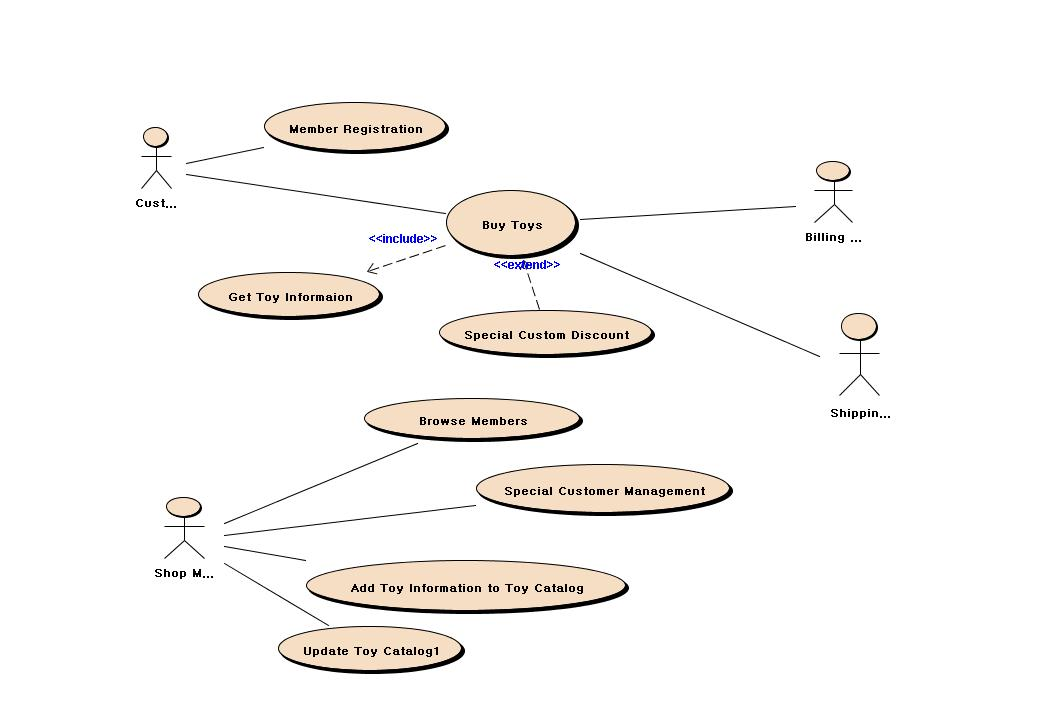 Member Registration
Cust...
Buy Toys
Billing ...
<<include>>
<<extend>>
Get Toy Informaion
Special Custom Discount
Shippin...
Browse Members
Special Customer Management
Shop M...
Add Toy Information to Toy Catalog
Update Toy Catalog1